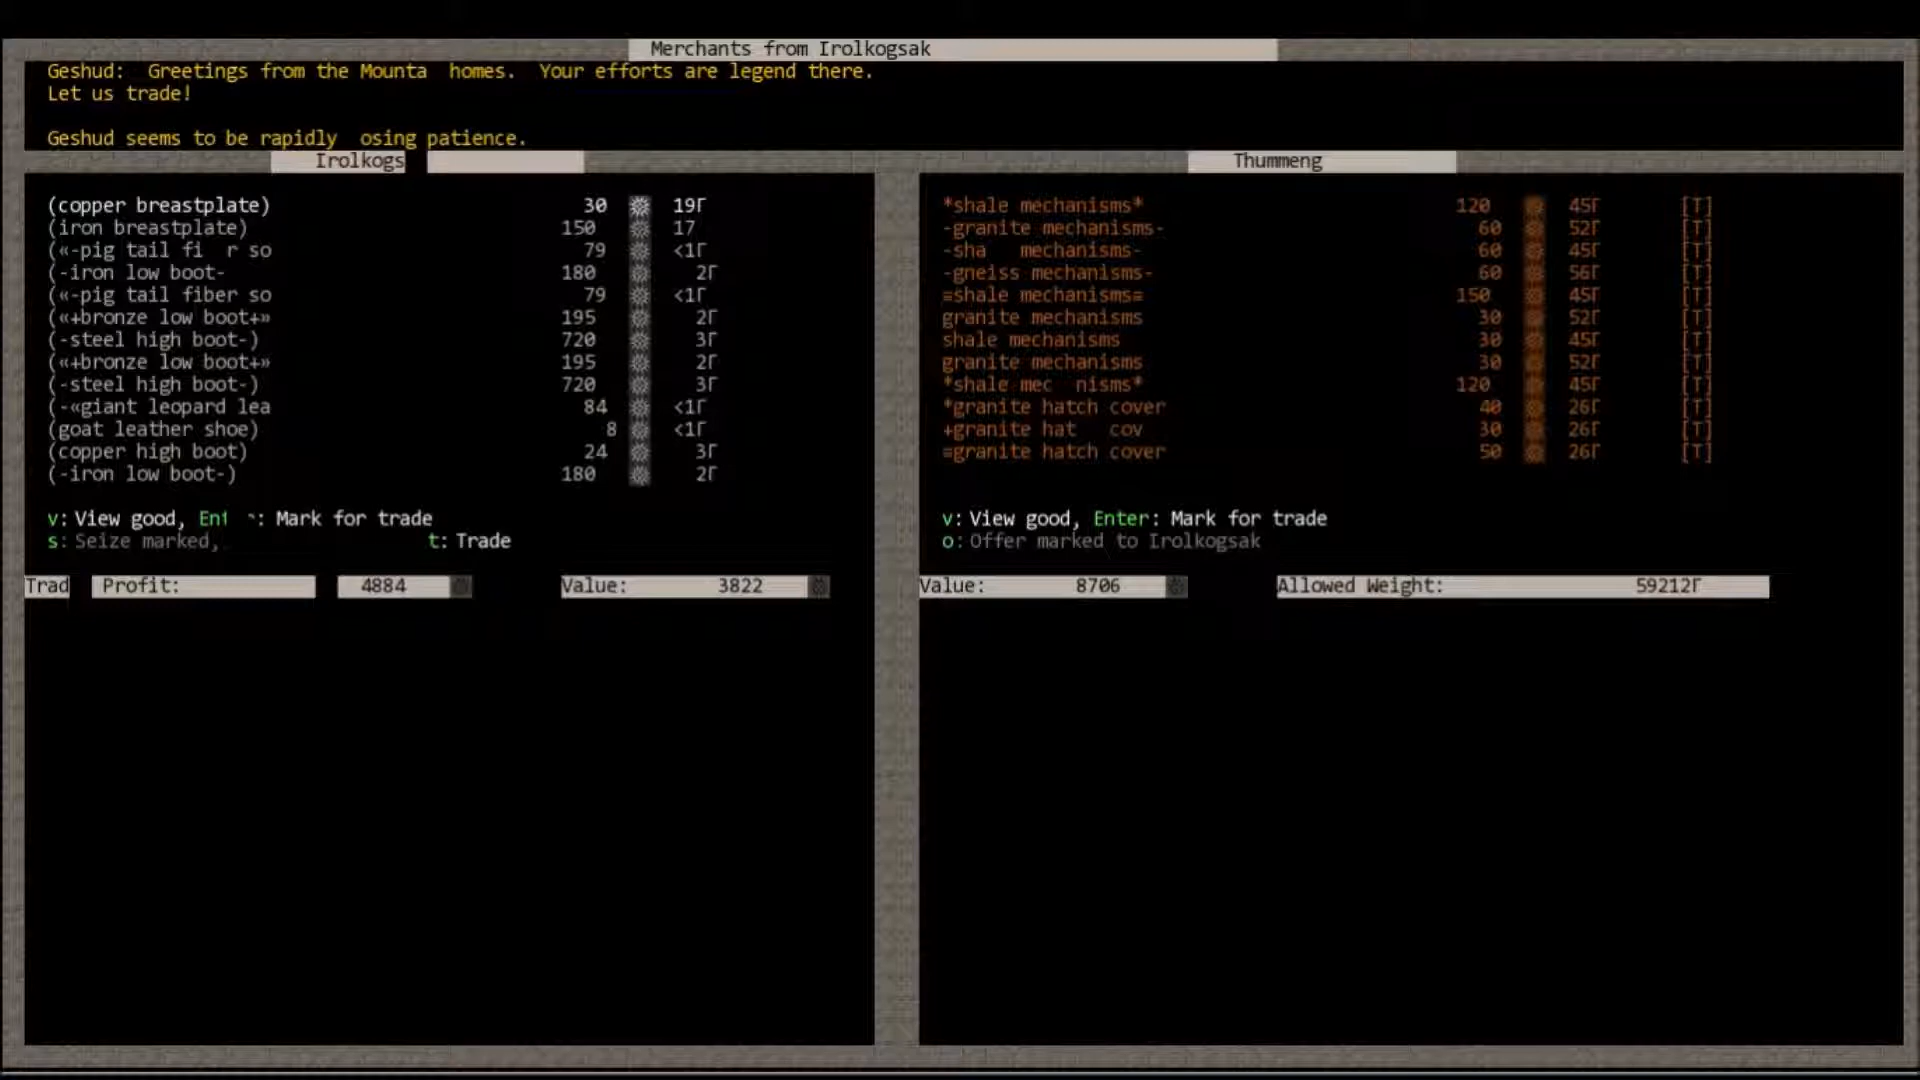 Merchants from Irolkogsak
Geshud: Greetings from the Mounta homes. Your efforts are legend there.
Let us trade!
Geshud seems to be rapidly osing patience.
Irolkogs
(copper breastplate) 30 ☼ 19Γ
(iron breastplate) 150 ☼ 17
(«-pig tail fi r so 79 ☼ <1Γ
(-iron low boot- 180 ☼ 2Γ
(«-pig tail fiber so 79 ☼ <1Γ
(«+bronze low boot+» 195 ☼ 2Γ
(-steel high boot-) 720 ☼ 3Γ
(«+bronze low boot+» 195 ☼ 2Γ
(-steel high boot-) 720 ☼ 3Γ
(-«giant leopard lea 84 ☼ <1Γ
(goat leather shoe) 8 ☼ <1Γ
(copper high boot) 24 ☼ 3Γ
(-iron low boot-) 180 ☼ 2Γ
v: View good, : Mark for trade
s: Seize marked, t: Trade
Trad Profit: 4884 ☼ Value: 3822 ☼
Thummeng
*shale mechanisms* 120 ☼ 45Γ [T]
-granite mechanisms- 60 ☼ 52Γ [T]
-sha mechanisms- 60 ☼ 45Γ [T]
-gneiss mechanisms- 60 ☼ 56Γ [T]
≡shale mechanisms≡ 150 ☼ 45Γ [T]
granite mechanisms 30 ☼ 52Γ [T]
shale mechanisms 30 ☼ 45Γ [T]
granite mechanisms 30 ☼ 52Γ [T]
*shale mec nisms* 120 ☼ 45Γ [T]
*granite hatch cover 40 ☼ 26Γ [T]
+granite hat cov 30 ☼ 26Γ [T]
≡granite hatch cover 50 ☼ 26Γ [T]
v: View good, Enter: Mark for trade
o: Offer marked to Irolkogsak
Value: 8706 ☼ Allowed Weight: 59212Γ